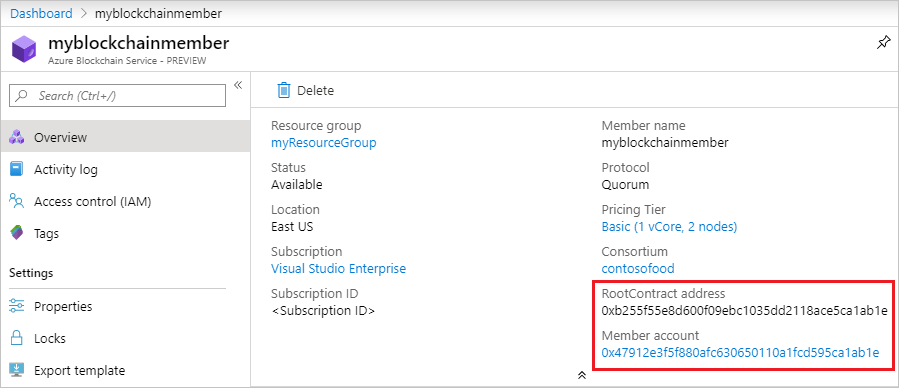 Dashboard > myblockchainmember
myblockchainmember
Azure Blockchain Service - PREVIEW
Search (Ctrl+/)
«
Overview
Activity log
Access control (IAM)
Tags
Settings
Properties
Locks
Export template
Delete
Resource group
myResourceGroup
Status
Available
Location
East US
Subscription
Visual Studio Enterprise
Subscription ID
<Subscription ID>
Member name
myblockchainmember
Protocol
Quorum
Pricing Tier
Basic (1 vCore, 2 nodes)
Consortium
contosofood
RootContract address
0xb255f55e8d600f09ebc1035dd2118ace5ca1ab1e
Member account
0x47912e3f5f880afc630650110a1fcd595ca1ab1e